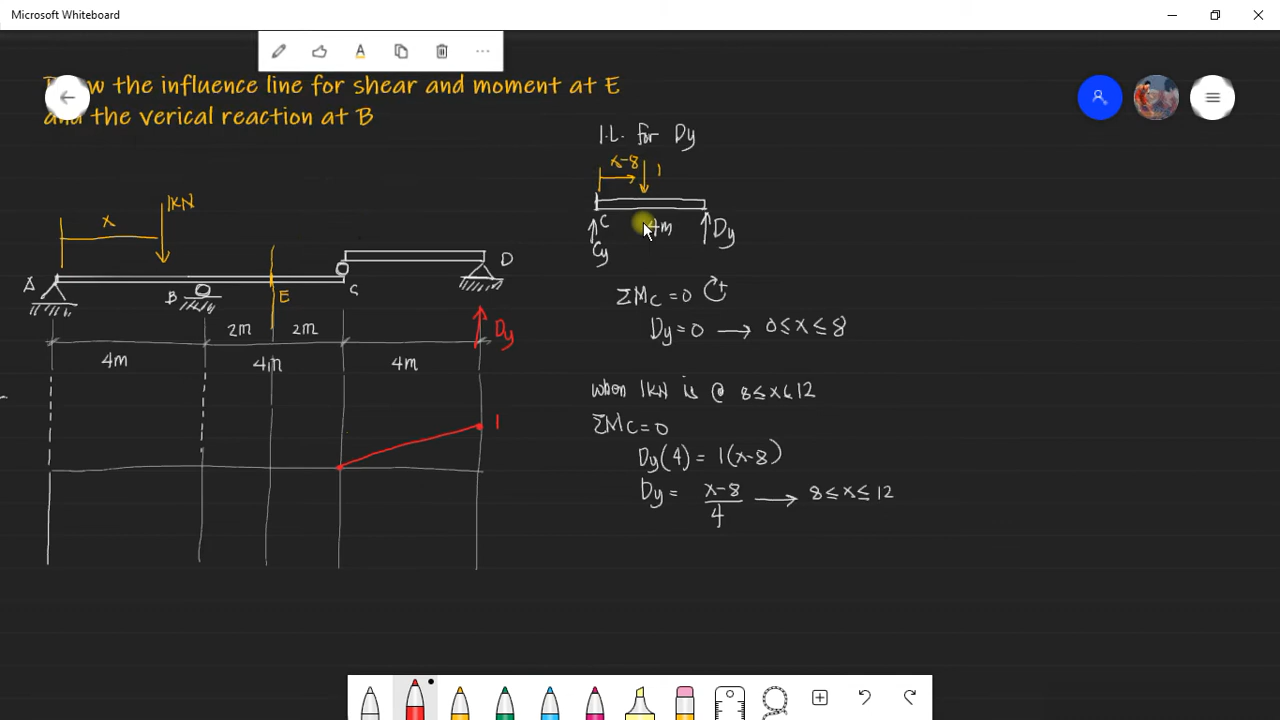 Microsoft Whiteboard
the influence line for shear and moment at E
the verical reaction at B
I.L. for Dy
x-8
1
C
4m
Dy
Cy
1KN
x
A
B
E
C
D
ΣMc = 0
Dy = 0 → 0 ≤ x ≤ 8
2m
2m
Dy
4m
4m
4m
when 1KN is @ 8 ≤ x ≤ 12
ΣMc = 0
1
Dy(4) = 1(x-8)
Dy = x-8 / 4 → 8 ≤ x ≤ 12